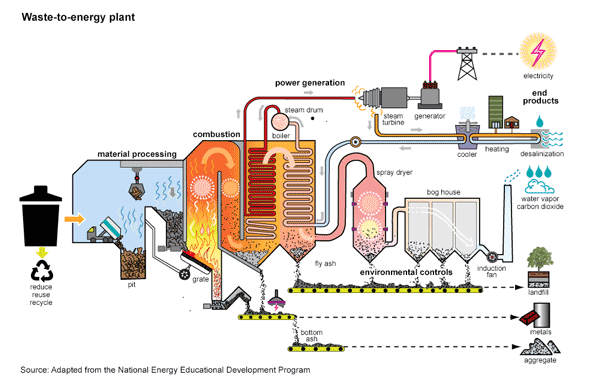 Waste-to-energy plant
power generation
steam drum
boiler
steam
turbine
generator
electricity
end
products
cooler
heating
desalinization
combustion
material processing
spray dryer
bog house
water vapor
carbon dioxide
reduce
reuse
recycle
pit
grate
fly ash
environmental controls
induction
fan
landfill
metals
bottom
ash
aggregate
Source: Adapted from the National Energy Educational Development Program